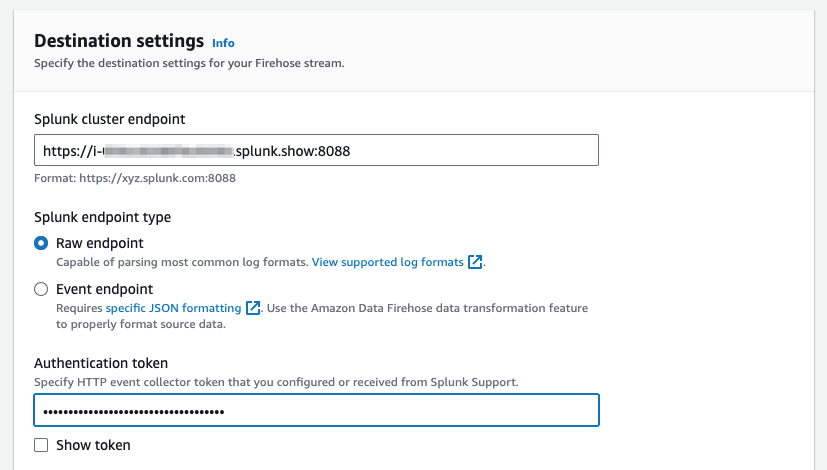 Destination settings Info
Specify the destination settings for your Firehose stream.
Splunk cluster endpoint
https://i- .splunk.show:8088
Format: https://xyz.splunk.com:8088
Splunk endpoint type
Raw endpoint
Capable of parsing most common log formats. View supported log formats.
Event endpoint
Requires specific JSON formatting. Use the Amazon Data Firehose data transformation feature
to properly format source data.
Authentication token
Specify HTTP event collector token that you configured or received from Splunk Support.
••••••••••••••••••••••••••••••••••••
Show token